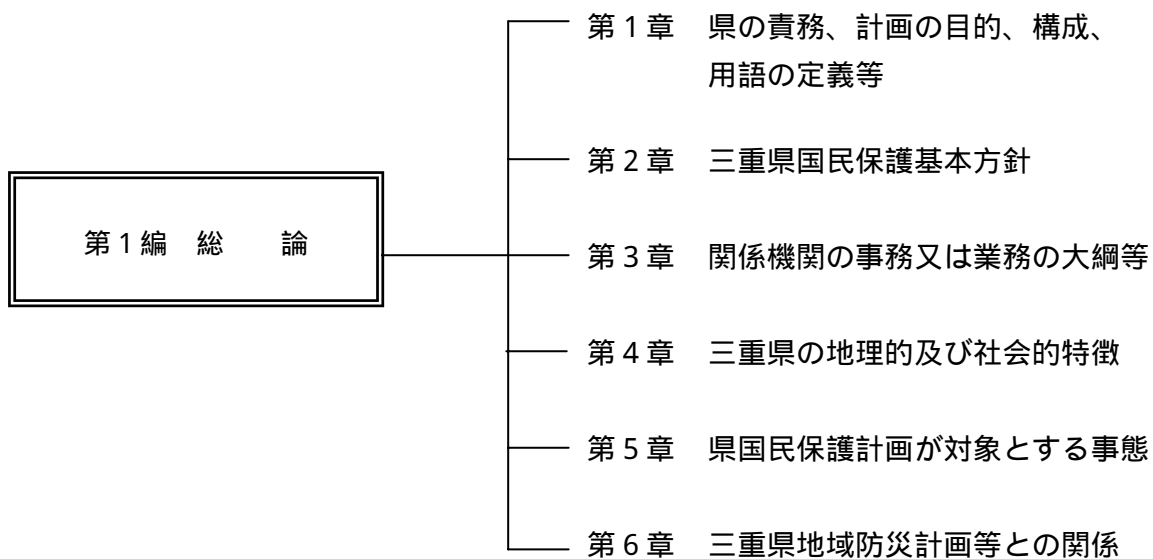 第1編　総　　論
第1章　県の責務、計画の目的、構成、
用語の定義等
第2章　三重県国民保護基本方針
第3章　関係機関の事務又は業務の大綱等
第4章　三重県の地理的及び社会的特徴
第5章　県国民保護計画が対象とする事態
第6章　三重県地域防災計画等との関係